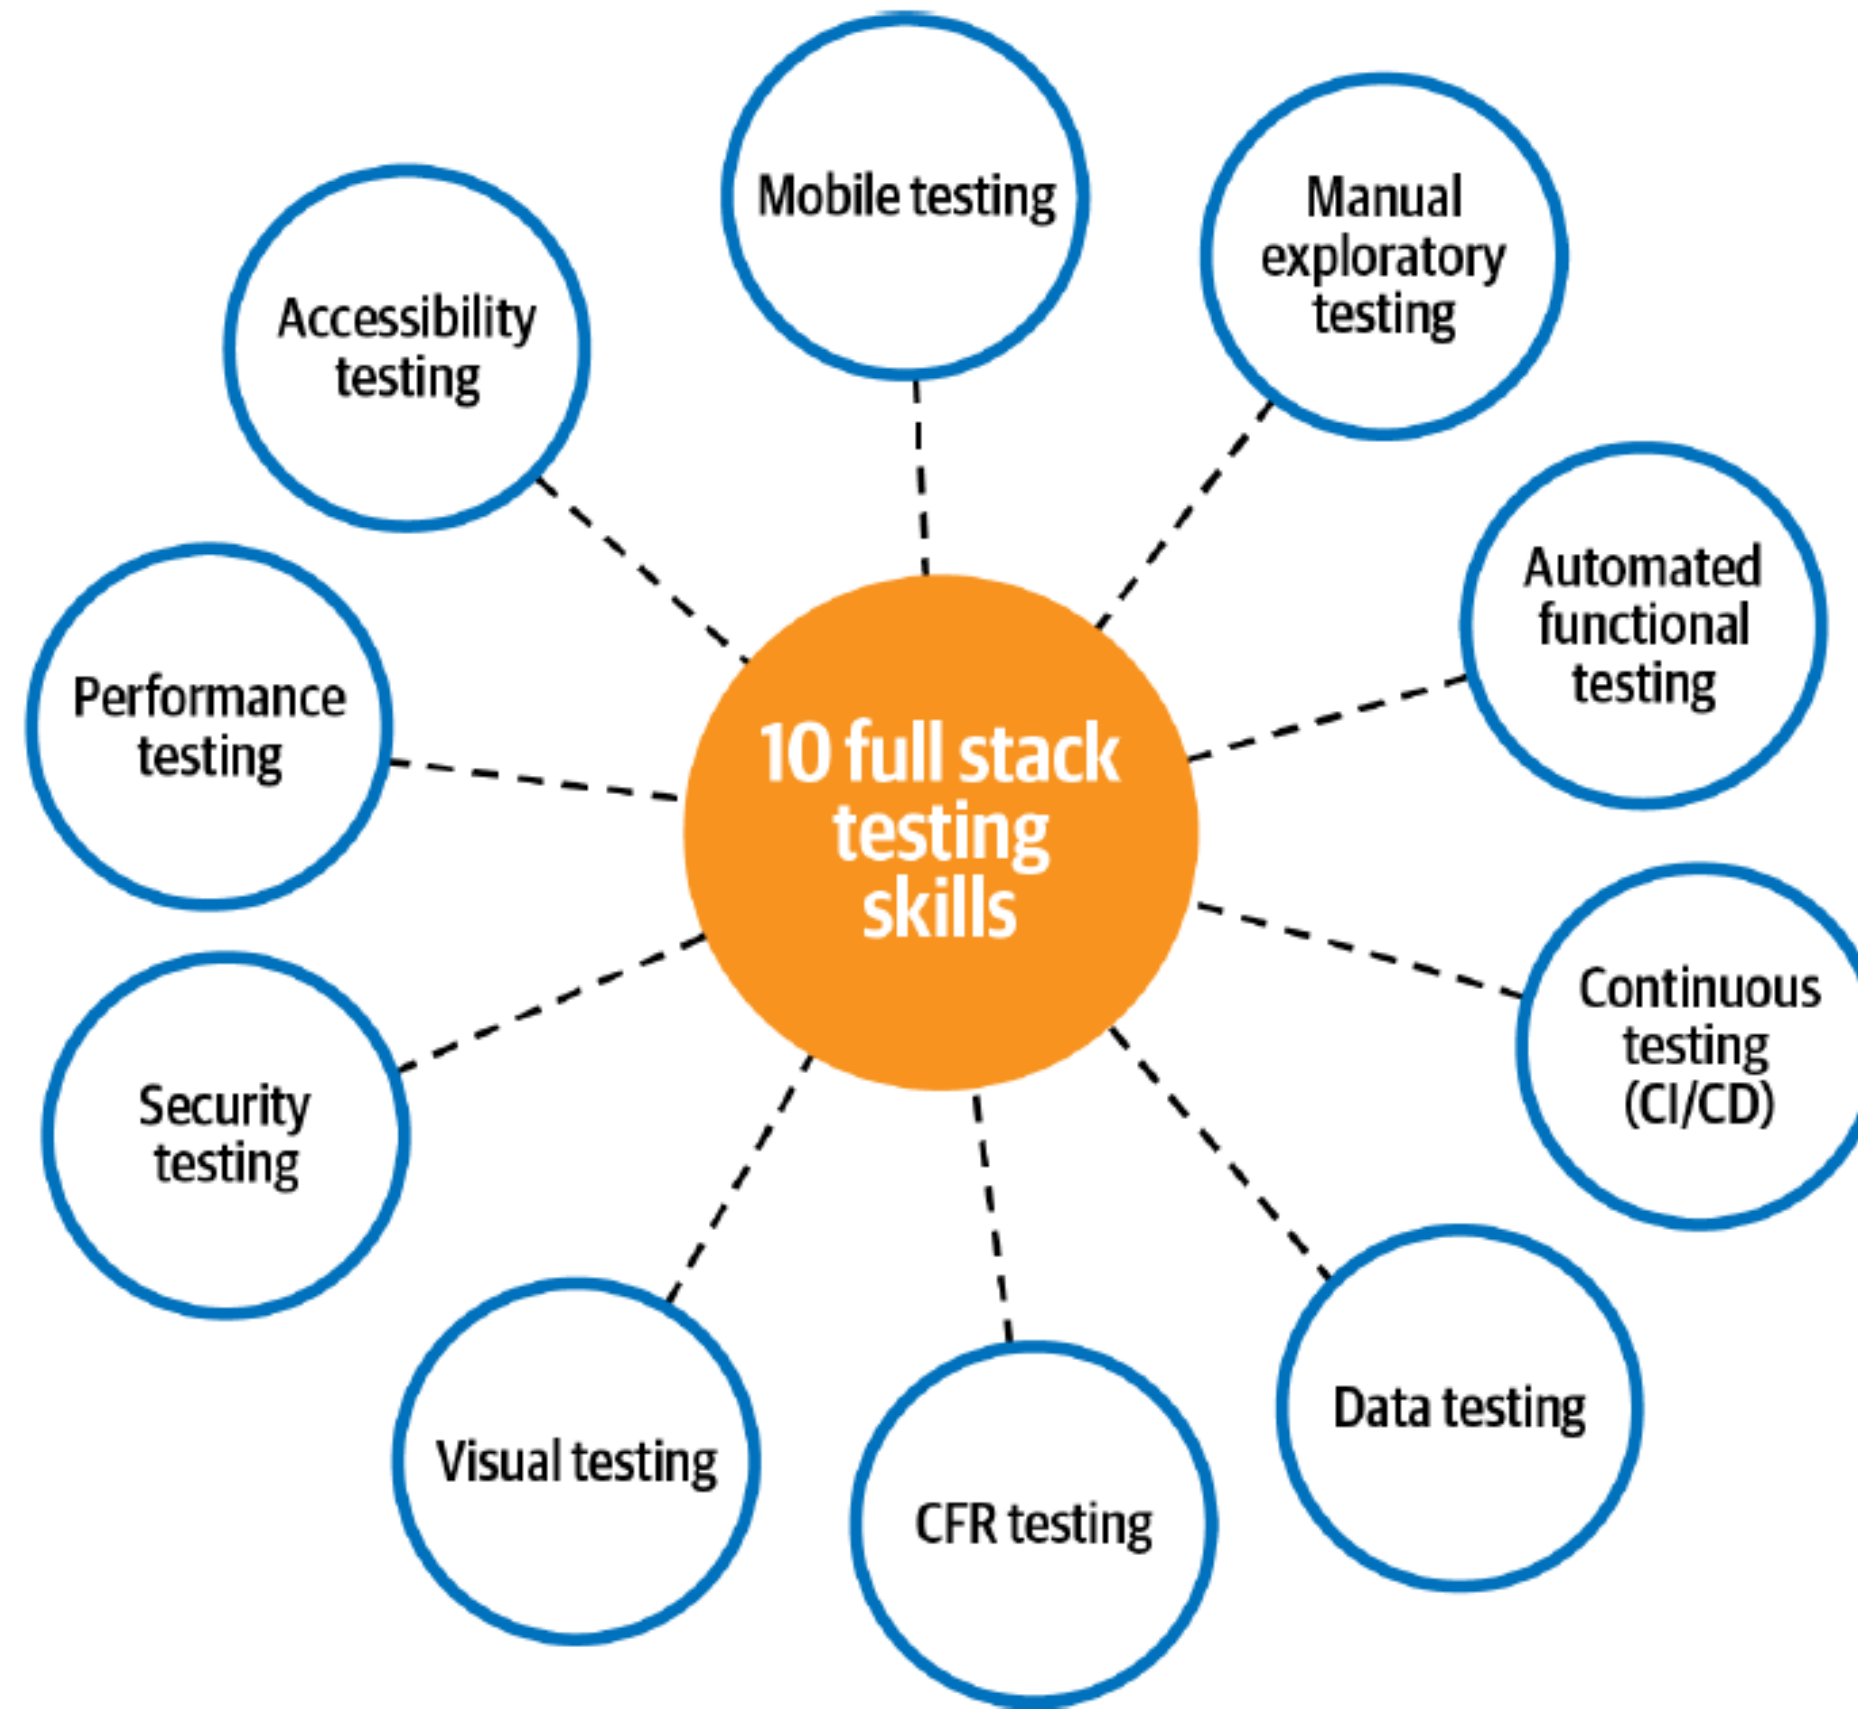 Mobile testing
Manual
exploratory
testing
Accessibility
testing
Automated
functional
testing
Performance
testing
10 full stack
testing
skills
Continuous
testing
(CI/CD)
Security
testing
Data testing
Visual testing
CFR testing